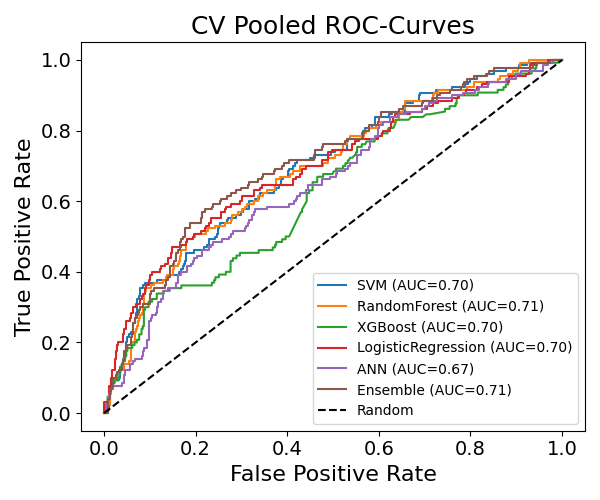 CV Pooled ROC-Curves
True Positive Rate
1.0
0.8
0.6
0.4
0.2
0.0
SVM (AUC=0.70)
RandomForest (AUC=0.71)
XGBoost (AUC=0.70)
LogisticRegression (AUC=0.70)
ANN (AUC=0.67)
Ensemble (AUC=0.71)
Random
0.0 0.2 0.4 0.6 0.8 1.0
False Positive Rate